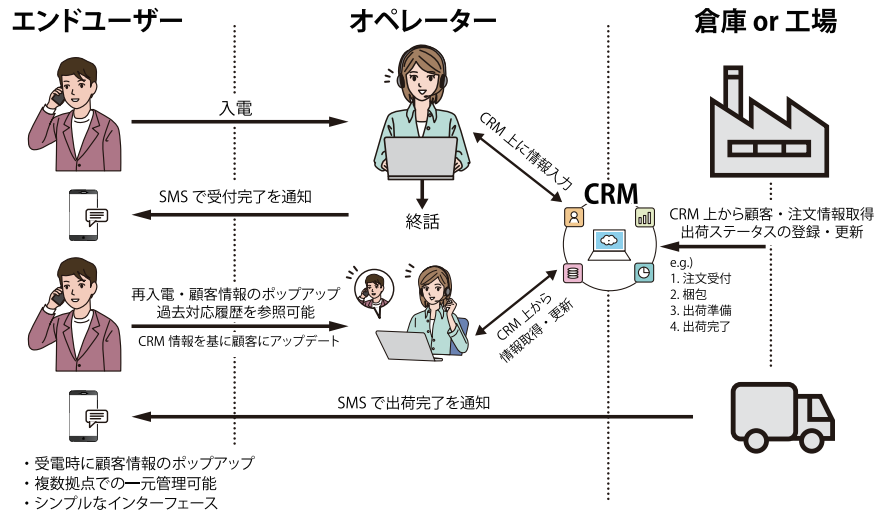 エンドユーザー
オペレーター
倉庫 or 工場
入電
CRM 上に情報入力
SMS で受付完了を通知
終話
CRM
CRM 上から顧客・注文情報取得
出荷ステータスの登録・更新
e.g.)
1. 注文受付
2. 梱包
3. 出荷準備
4. 出荷完了
再入電・顧客情報のポップアップ
過去対応履歴を参照可能
CRM 情報を基に顧客にアップデート
CRM 上から
情報取得・更新
SMS で出荷完了を通知
・受電時に顧客情報のポップアップ
・複数拠点での一元管理可能
・シンプルなインターフェース